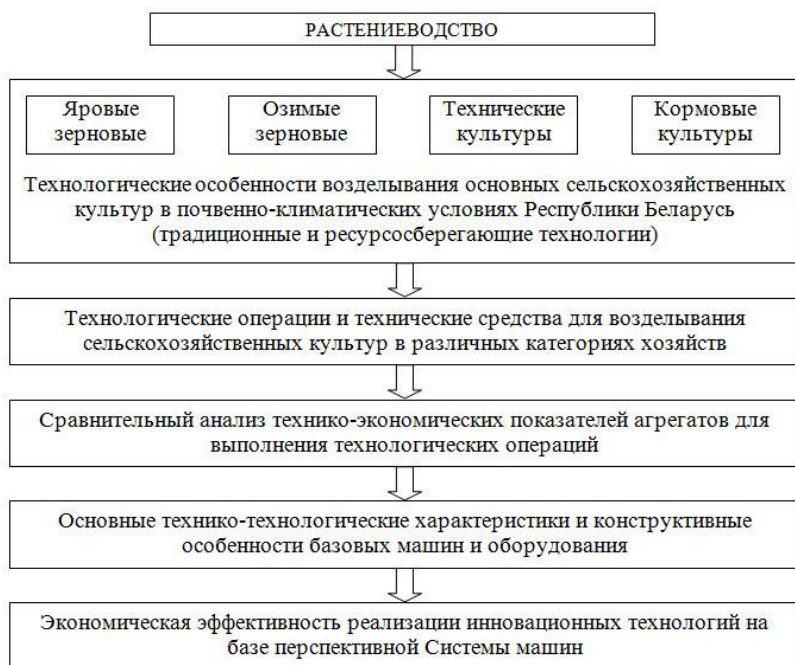 РАСТЕНИЕВОДСТВО
Яровые
зерновые
Озимые
зерновые
Технические
культуры
Кормовые
культуры
Технологические особенности возделывания основных сельскохозяйственных
культур в почвенно-климатических условиях Республики Беларусь
(традиционные и ресурсосберегающие технологии)
Технологические операции и технические средства для возделывания
сельскохозяйственных культур в различных категориях хозяйств
Сравнительный анализ технико-экономических показателей агрегатов для
выполнения технологических операций
Основные технико-технологические характеристики и конструктивные
особенности базовых машин и оборудования
Экономическая эффективность реализации инновационных технологий на
базе перспективной Системы машин